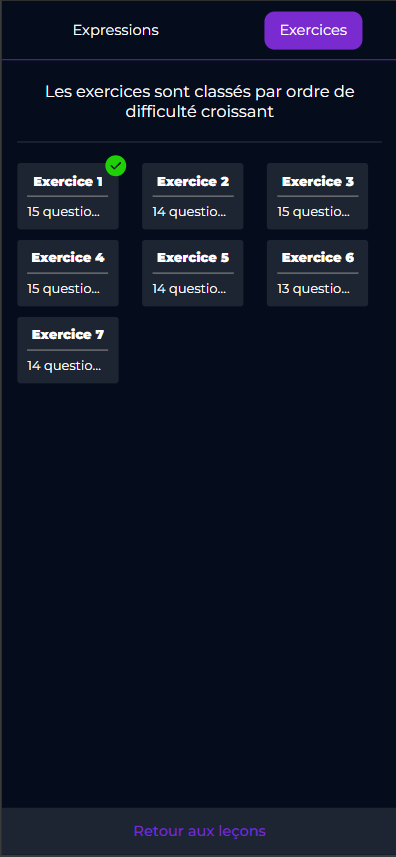 Expressions
Exercices
Les exercices sont classés par ordre de
difficulté croissant
Exercice 1
15 questio...
Exercice 2
14 questio...
Exercice 3
15 questio...
Exercice 4
15 questio...
Exercice 5
14 questio...
Exercice 6
13 questio...
Exercice 7
14 questio...
Retour aux leçons